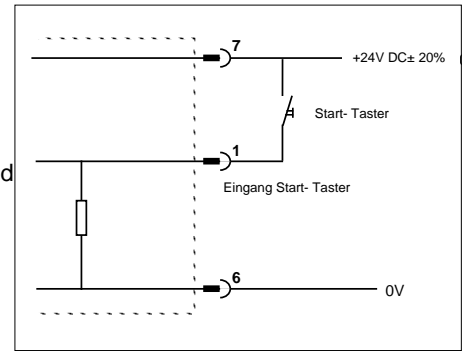 7
+24V DC± 20%
Start- Taster
1
d
Eingang Start- Taster
6
0V